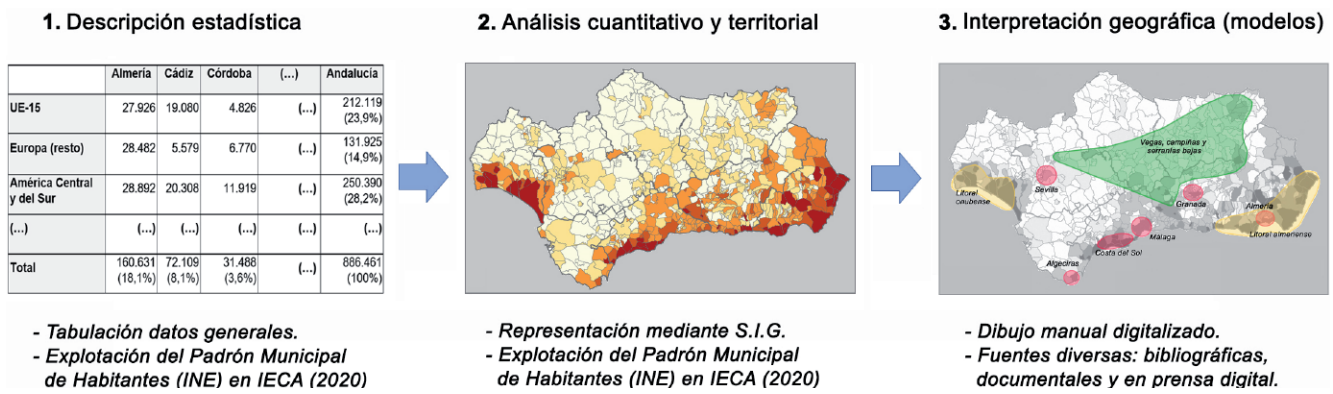 1. Descripción estadística
Almería Cádiz Córdoba (...) Andalucía
UE-15 27.926 19.080 4.826 (...) 212.119 (23,9%)
Europa (resto) 28.482 5.579 6.770 (...) 131.925 (14,9%)
América Central y del Sur 28.892 20.308 11.919 (...) 250.390 (28,2%)
(...) (...) (...) (...) (...) (...)
Total 160.631 (18,1%) 72.109 (8,1%) 31.488 (3,6%) (...) 886.461 (100%)
- Tabulación datos generales.
- Explotación del Padrón Municipal
de Habitantes (INE) en IECA (2020)
2. Análisis cuantitativo y territorial
- Representación mediante S.I.G.
- Explotación del Padrón Municipal
de Habitantes (INE) en IECA (2020)
3. Interpretación geográfica (modelos)
Vegas, campiñas y
serranías bajas
Litoral
onubense
Sevilla
Granada
Almería
Litoral almeriense
Málaga
Costa del Sol
Algeciras
- Dibujo manual digitalizado.
- Fuentes diversas: bibliográficas,
documentales y en prensa digital.